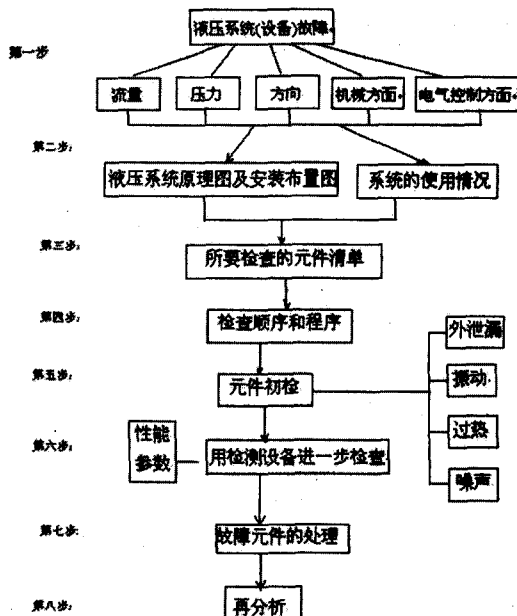 液压系统(设备)故障
第一步
流量
压力
方向
机械方面
电气控制方面
第二步:
液压系统原理图及安装布置图
系统的使用情况
第三步:
所要检查的元件清单
第四步:
检查顺序和程序
外泄漏
第五步:
元件初检
振动
过热
第六步:
性能
参数
用检测设备进一步检查
噪声
第七步:
故障元件的处理
第八步:
再分析